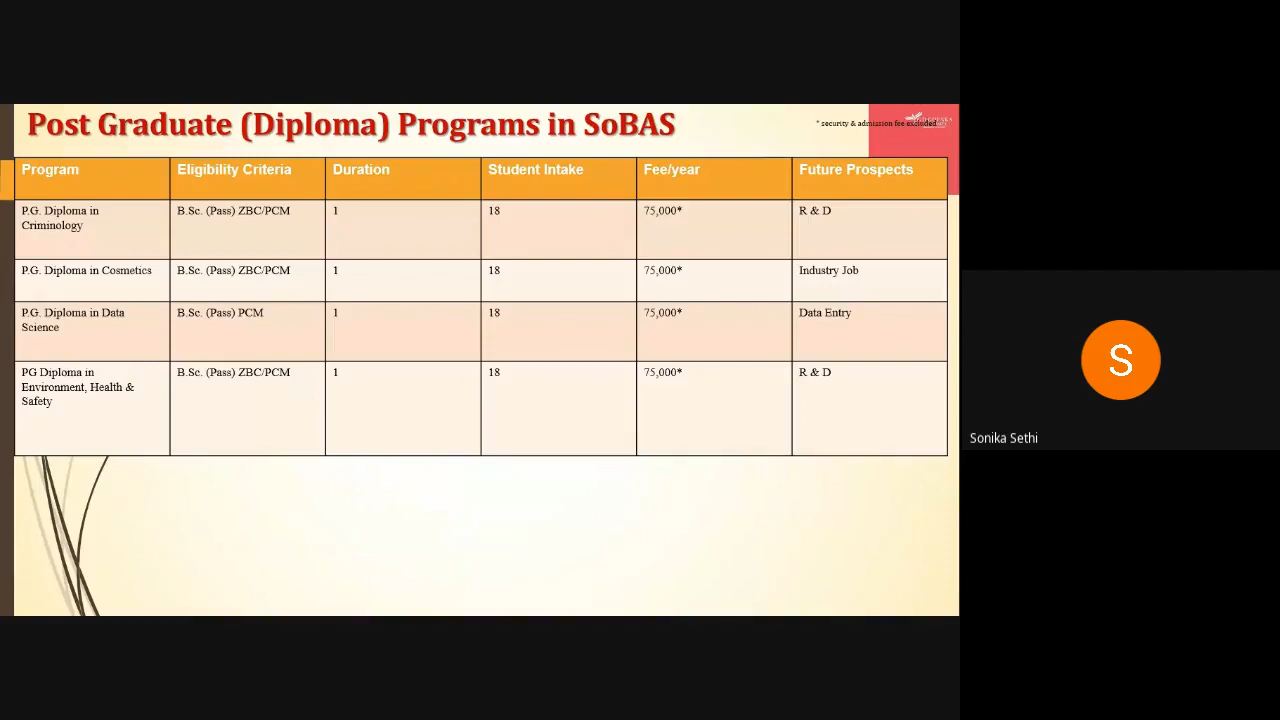 Post Graduate (Diploma) Programs in SoBAS
* security & admission fee excluded
Program Eligibility Criteria Duration Student Intake Fee/year Future Prospects
P.G. Diploma in B.Sc. (Pass) ZBC/PCM 1 18 75,000* R & D
Criminology
P.G. Diploma in Cosmetics B.Sc. (Pass) ZBC/PCM 1 18 75,000* Industry Job
P.G. Diploma in Data B.Sc. (Pass) PCM 1 18 75,000* Data Entry
Science
PG Diploma in B.Sc. (Pass) ZBC/PCM 1 18 75,000* R & D
Environment, Health &
Safety
S
Sonika Sethi